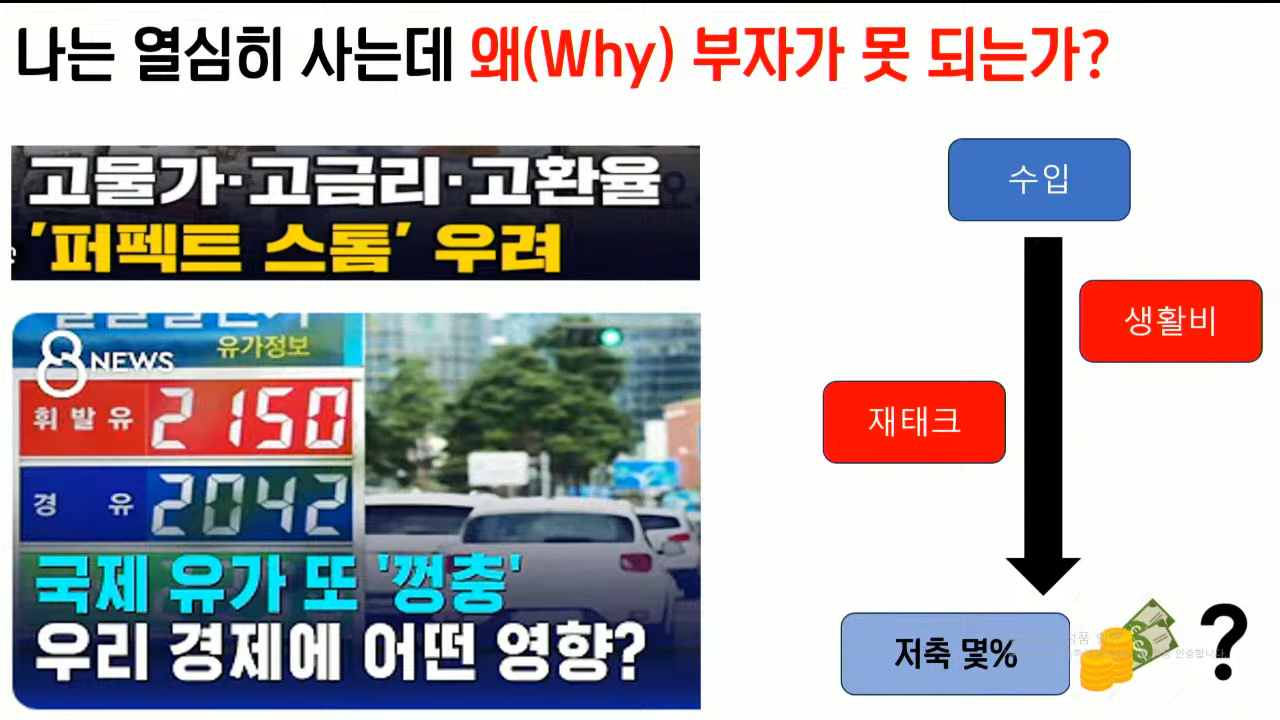 나는 열심히 사는데 왜(Why) 부자가 못 되는가?
고물가·고금리·고환율
'퍼펙트 스톰' 우려
유가정보
8 NEWS
휘발유 2150
경유 2042
국제 유가 또 '껑충'
우리 경제에 어떤 영향?
수입
생활비
재태크
저축 몇%
?